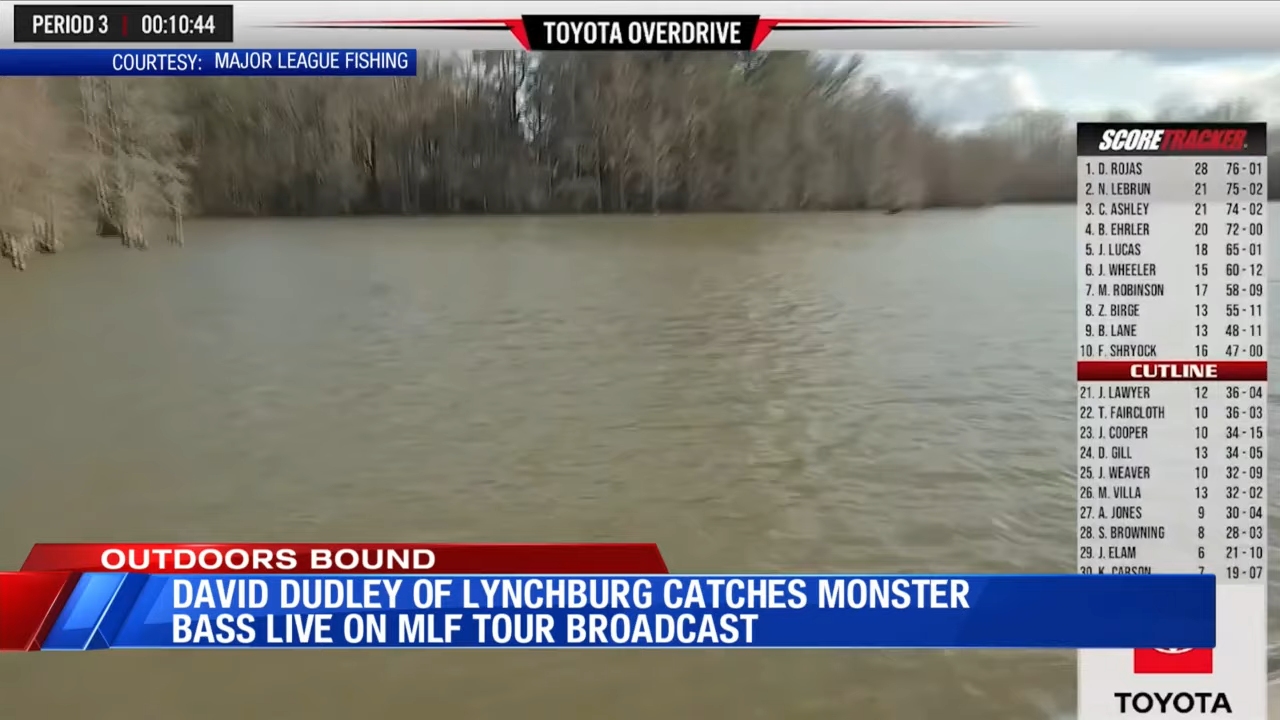 PERIOD 3 00:10:44
TOYOTA OVERDRIVE
COURTESY: MAJOR LEAGUE FISHING
SCORETRACKER
1. D. ROJAS 28 76 - 01
2. N. LEBRUN 21 75 - 02
3. C. ASHLEY 21 74 - 02
4. B. EHRLER 20 72 - 00
5. J. LUCAS 18 65 - 01
6. J. WHEELER 15 60 - 12
7. M. ROBINSON 17 58 - 09
8. Z. BIRGE 13 55 - 11
9. B. LANE 13 48 - 11
10. F. SHRYOCK 16 47 - 00
CUTLINE
21. J. LAWYER 12 36 - 04
22. T. FAIRCLOTH 10 36 - 03
23. J. COOPER 10 34 - 15
24. D. GILL 13 34 - 05
25. J. WEAVER 10 32 - 09
26. M. VILLA 13 32 - 02
27. A. JONES 9 30 - 04
28. S. BROWNING 8 28 - 03
29. J. ELAM 6 21 - 10
30. K. CARSON 7 19 - 07
OUTDOORS BOUND
DAVID DUDLEY OF LYNCHBURG CATCHES MONSTER
BASS LIVE ON MLF TOUR BROADCAST
TOYOTA